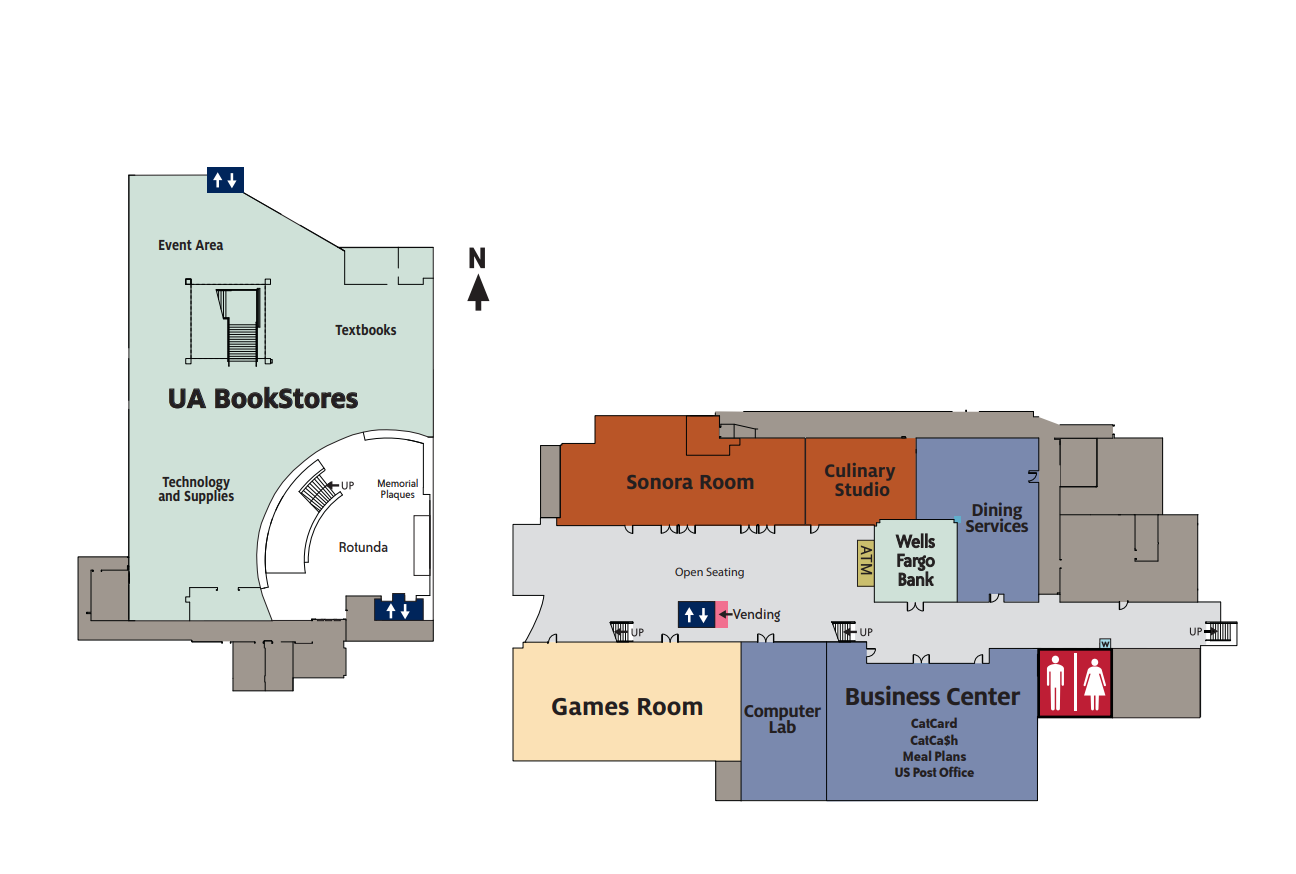 Event Area
N
Textbooks
UA BookStores
Technology
and Supplies
UP
Memorial
Plaques
Rotunda
Sonora Room
Culinary
Studio
Dining
Services
Wells
Fargo
Bank
ATM
Open Seating
Vending
UP
UP
UP
W
Games Room
Computer
Lab
Business Center
CatCard
CatCa$h
Meal Plans
US Post Office